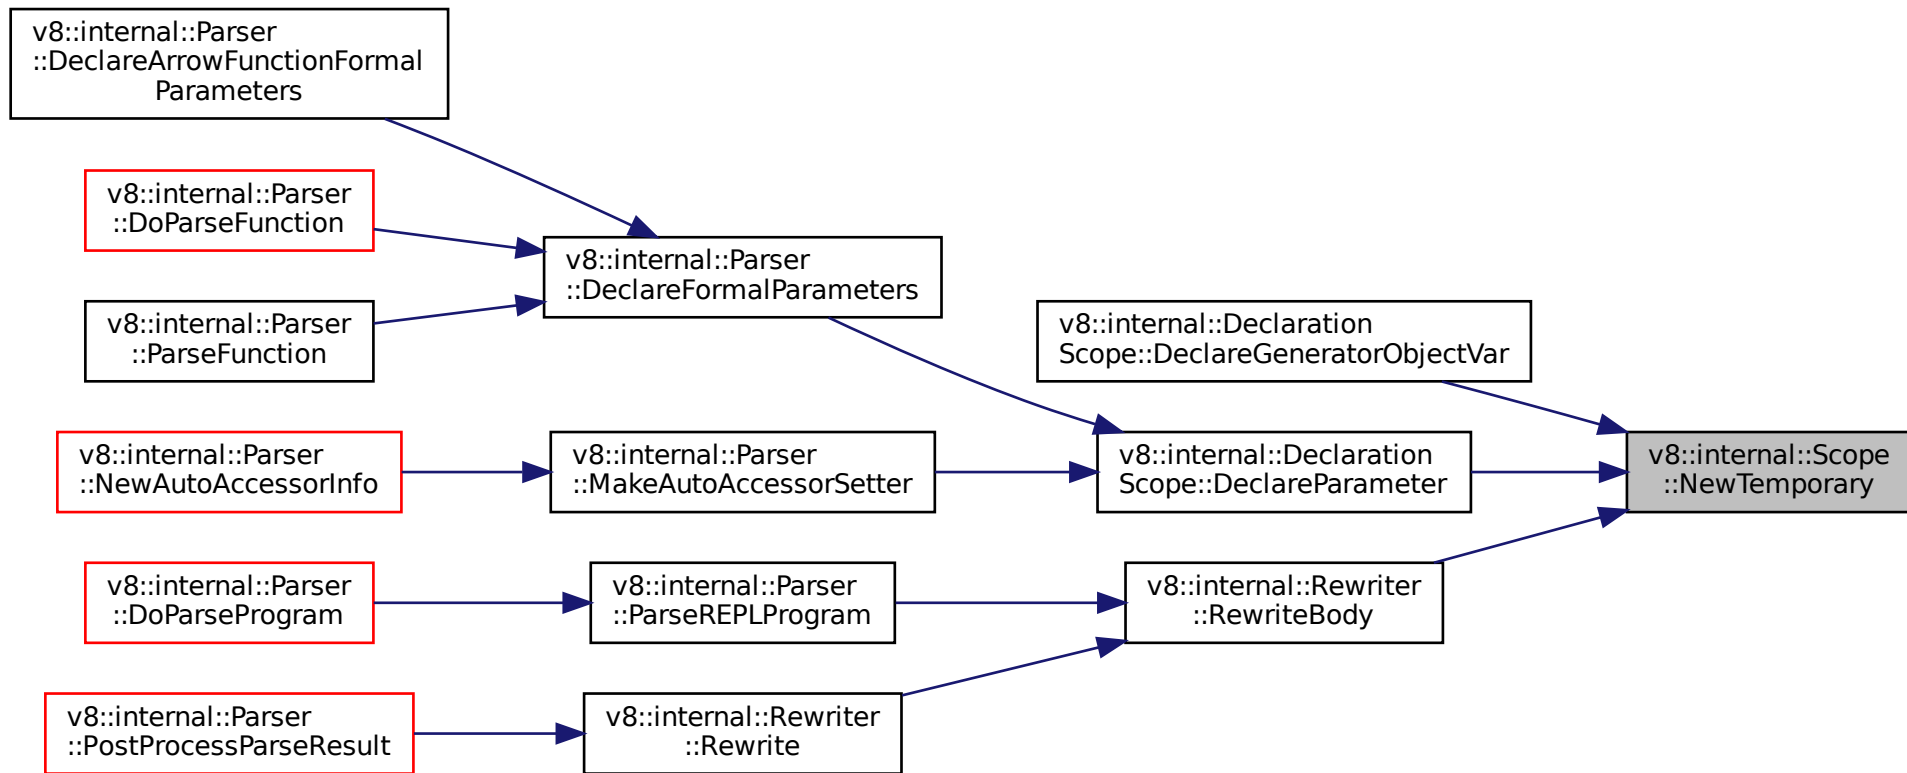 v8::internal::Parser
::DeclareArrowFunctionFormal
Parameters
v8::internal::Parser
::DoParseFunction
v8::internal::Parser
::ParseFunction
v8::internal::Parser
::DeclareFormalParameters
v8::internal::Declaration
Scope::DeclareGeneratorObjectVar
v8::internal::Parser
::NewAutoAccessorInfo
v8::internal::Parser
::MakeAutoAccessorSetter
v8::internal::Declaration
Scope::DeclareParameter
v8::internal::Scope
::NewTemporary
v8::internal::Parser
::DoParseProgram
v8::internal::Parser
::ParseREPLProgram
v8::internal::Rewriter
::RewriteBody
v8::internal::Parser
::PostProcessParseResult
v8::internal::Rewriter
::Rewrite